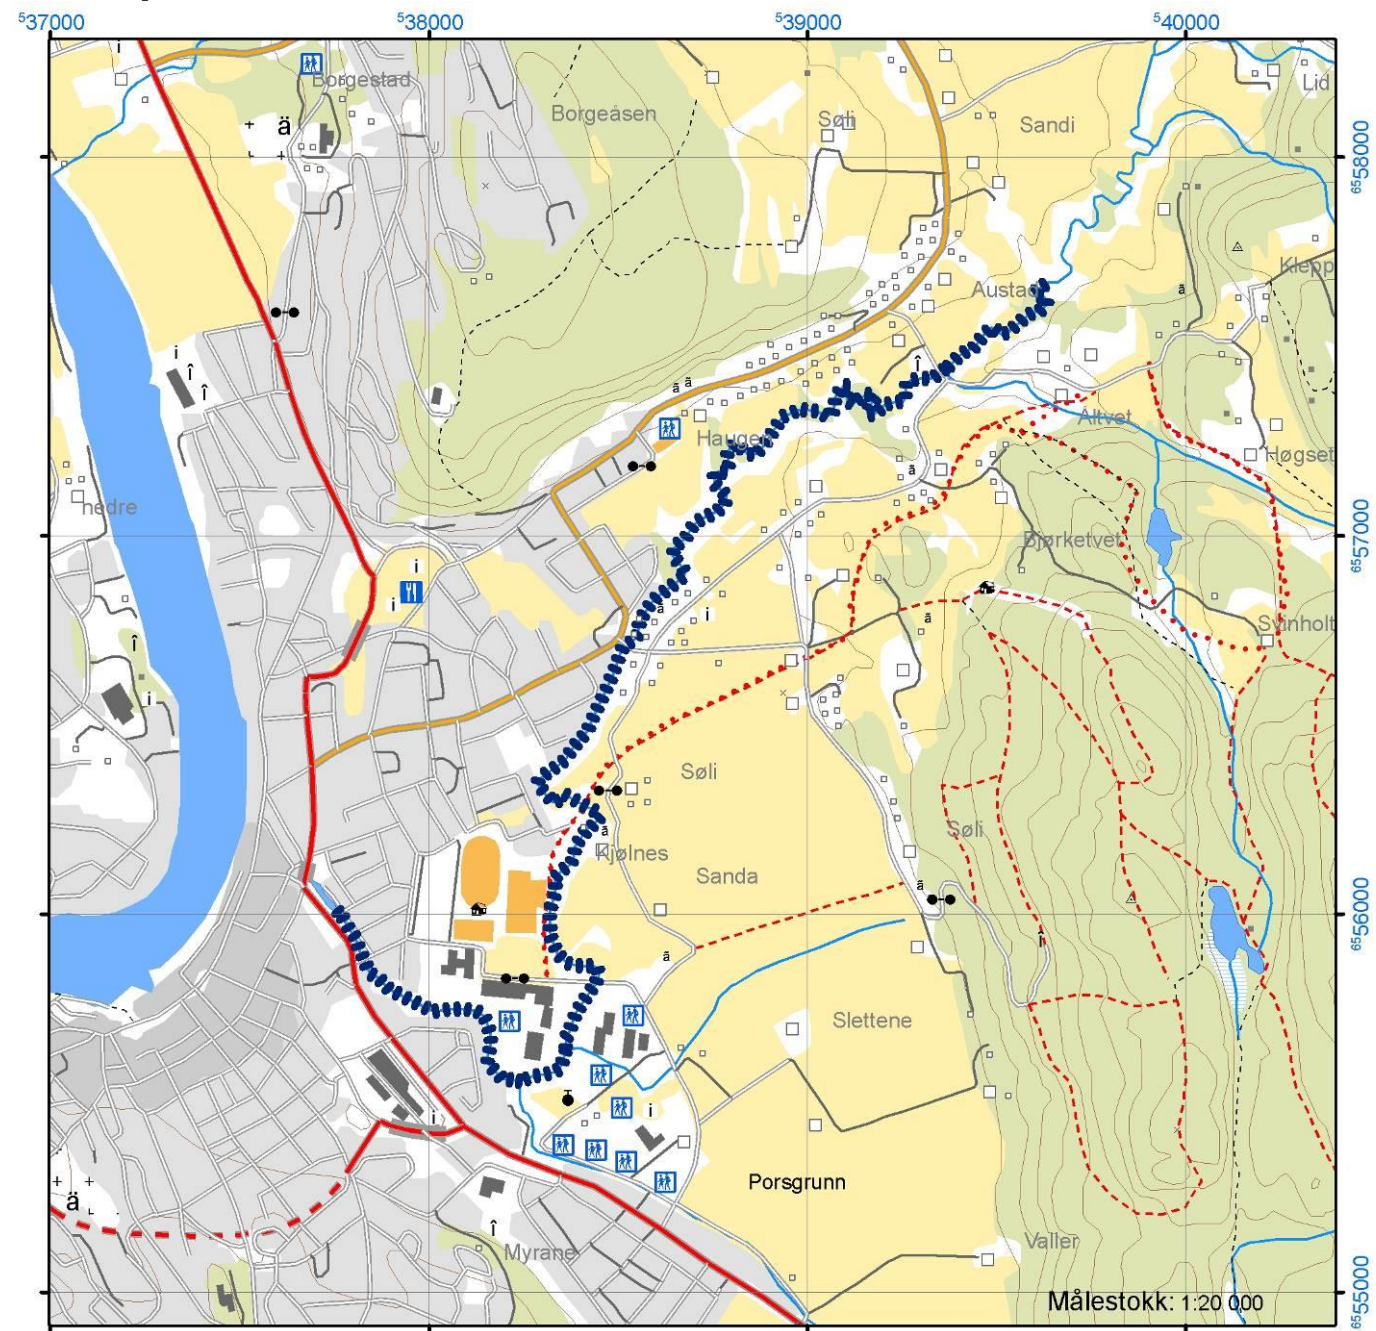 537000 538000 539000 540000
Borgestad
Borgeåsen
Søli
Sandi
Lid
6558000
ä
Klepp
Austad
Haugen
Altvet
Høgset
nedre
6557000
Bjørketvet
Svinholt
Søli
Søli
Kjølnes
Sanda
6556000
Slettene
Porsgrunn
ä
Myrane
Valler
Målestokk: 1:20 000
6555000